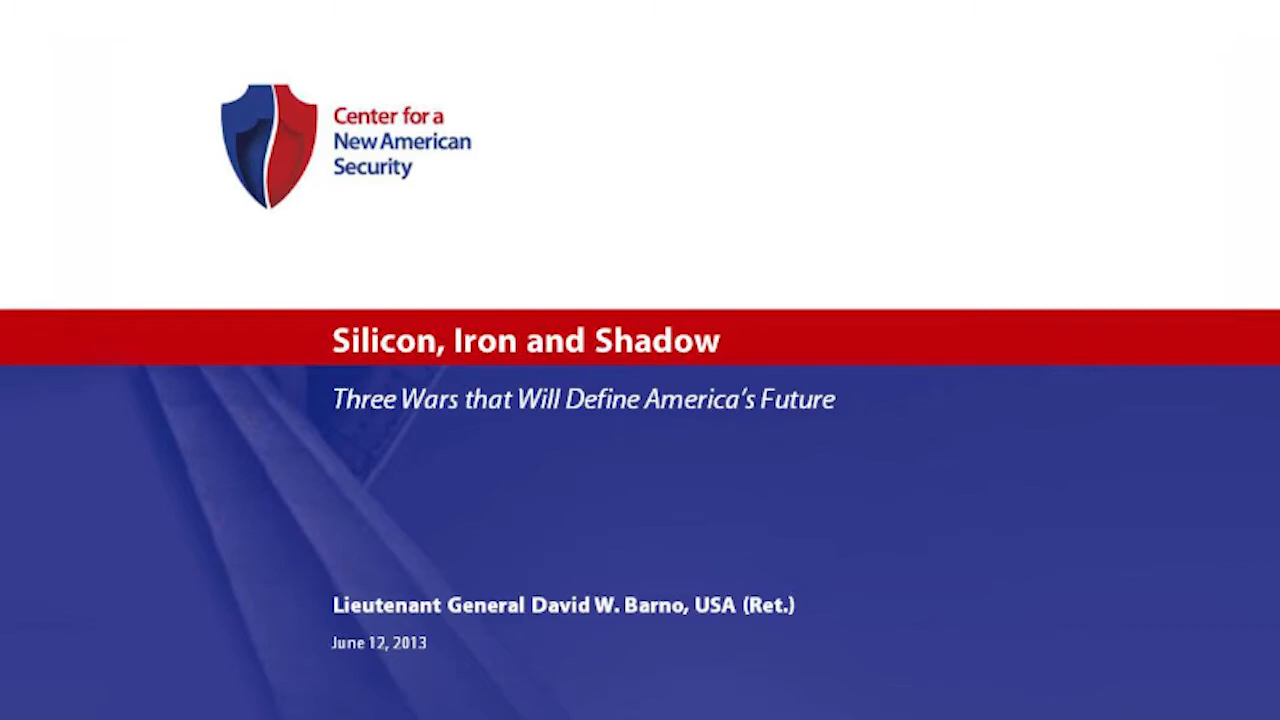 Center for a
New American
Security
Silicon, Iron and Shadow
Three Wars that Will Define America's Future
Lieutenant General David W. Barno, USA (Ret.)
June 12, 2013